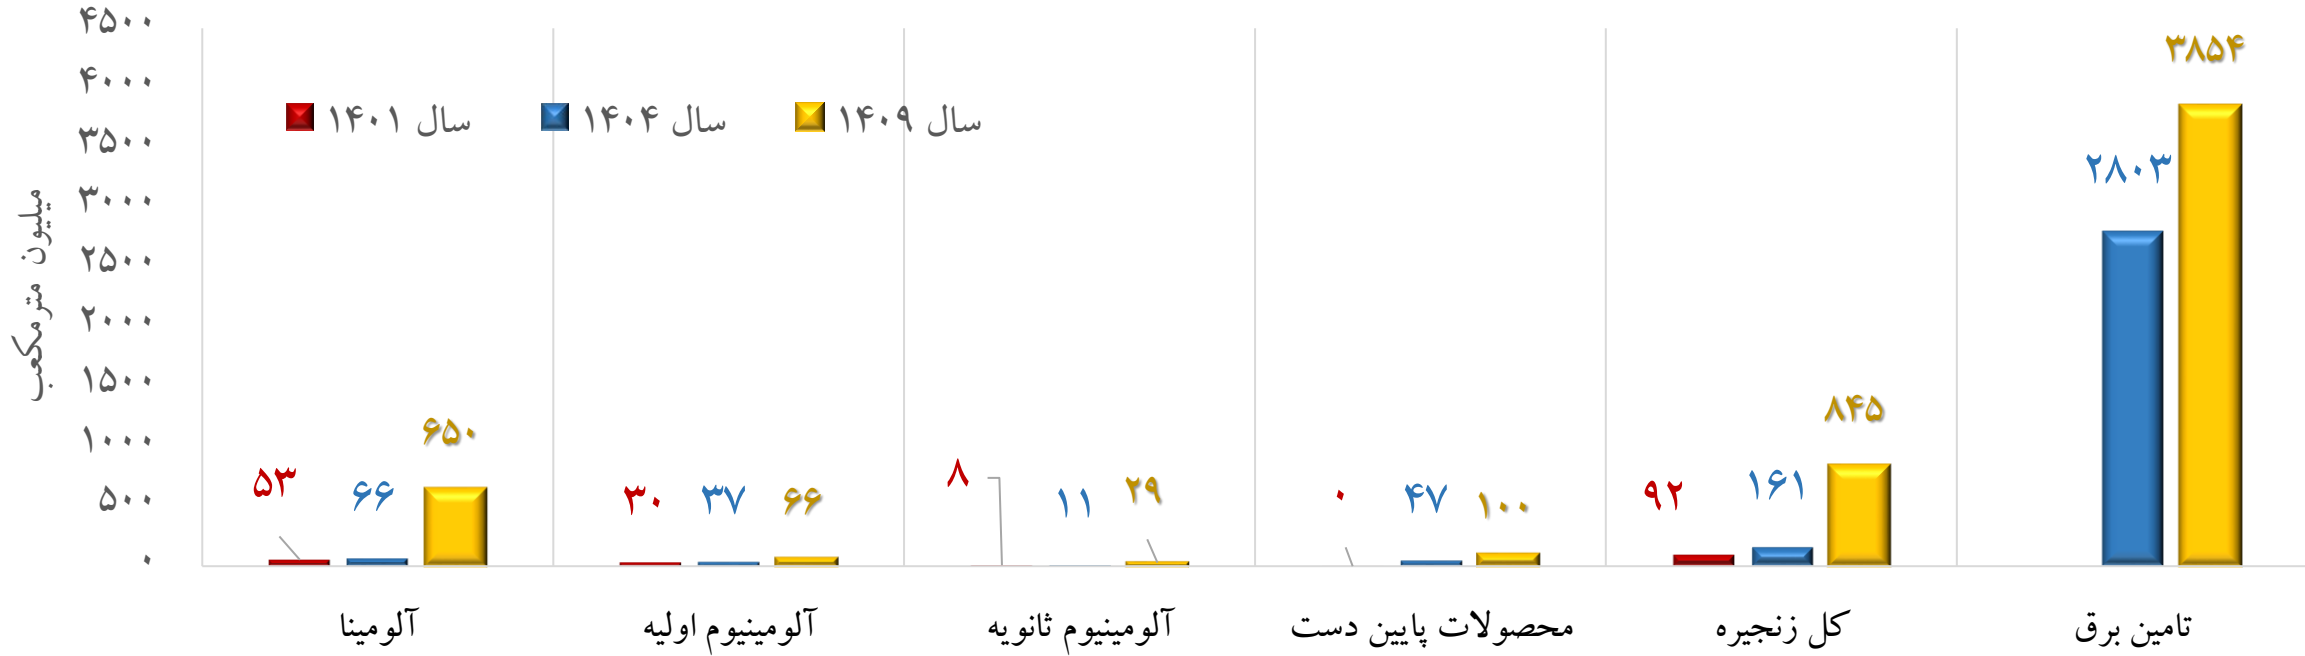 ۴۵۰۰
۴۰۰۰
۳۵۰۰
۳۰۰۰
۲۵۰۰
۲۰۰۰
۱۵۰۰
۱۰۰۰
۵۰۰
۰
میلیون مترمکعب
سال ۱۴۰۱
سال ۱۴۰۴
سال ۱۴۰۹
۵۳
۶۶
۶۵۰
۳۰
۳۷
۶۶
۸
۱۱
۲۹
۰
۴۷
۱۰۰
۹۲
۱۶۱
۸۴۵
۲۸۰۳
۳۸۵۴
آلومینا
آلومینیوم اولیه
آلومینیوم ثانویه
محصولات پایین دست
کل زنجیره
تامین برق